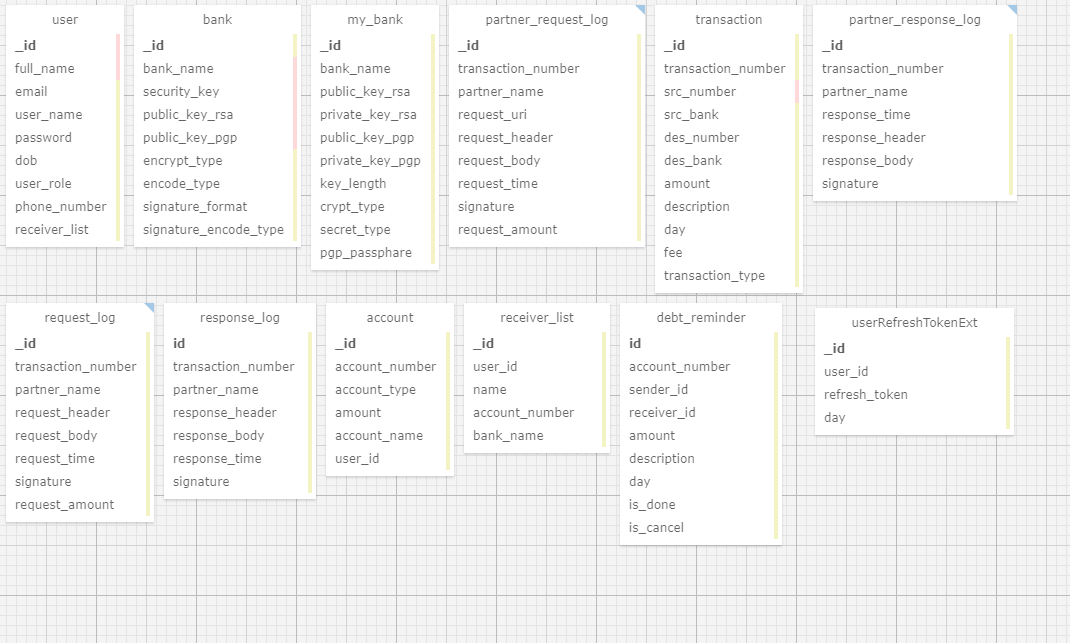 user
_id
full_name
email
user_name
password
dob
user_role
phone_number
receiver_list
bank
_id
bank_name
security_key
public_key_rsa
public_key_pgp
encrypt_type
encode_type
signature_format
signature_encode_type
my_bank
_id
bank_name
public_key_rsa
private_key_rsa
public_key_pgp
private_key_pgp
key_length
crypt_type
secret_type
pgp_passphare
partner_request_log
_id
transaction_number
partner_name
request_uri
request_header
request_body
request_time
signature
request_amount
transaction
_id
transaction_number
src_number
src_bank
des_number
des_bank
amount
description
day
fee
transaction_type
partner_response_log
_id
transaction_number
partner_name
response_time
response_header
response_body
signature
request_log
_id
transaction_number
partner_name
request_header
request_body
request_time
signature
request_amount
response_log
id
transaction_number
partner_name
response_header
response_body
response_time
signature
account
_id
account_number
account_type
amount
account_name
user_id
receiver_list
_id
user_id
name
account_number
bank_name
debt_reminder
id
account_number
sender_id
receiver_id
amount
description
day
is_done
is_cancel
userRefreshTokenExt
_id
user_id
refresh_token
day